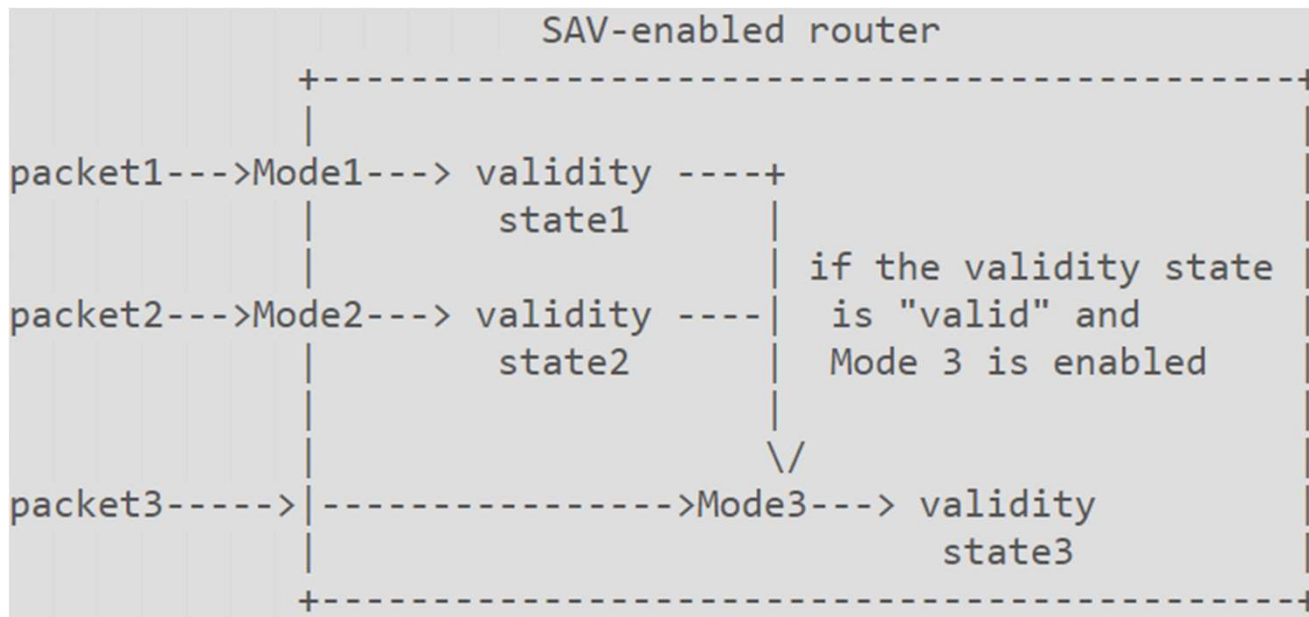 SAV-enabled router
             +---------------------------------------------+
             |                                             |
packet1--->Mode1---> validity ----+                        |
             |        state1      |                        |
             |                    | if the validity state  |
packet2--->Mode2---> validity ----|  is "valid" and        |
             |        state2      |  Mode 3 is enabled     |
             |                    |                        |
             |                    \/                       |
packet3----->|---------------->Mode3---> validity          |
             |                            state3           |
             +---------------------------------------------+